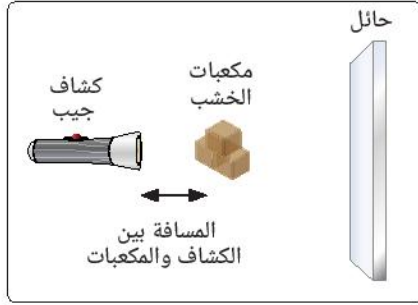 حائل
مكعبات
الخشب
كشاف
جيب
المسافة بين
الكشاف والمكعبات